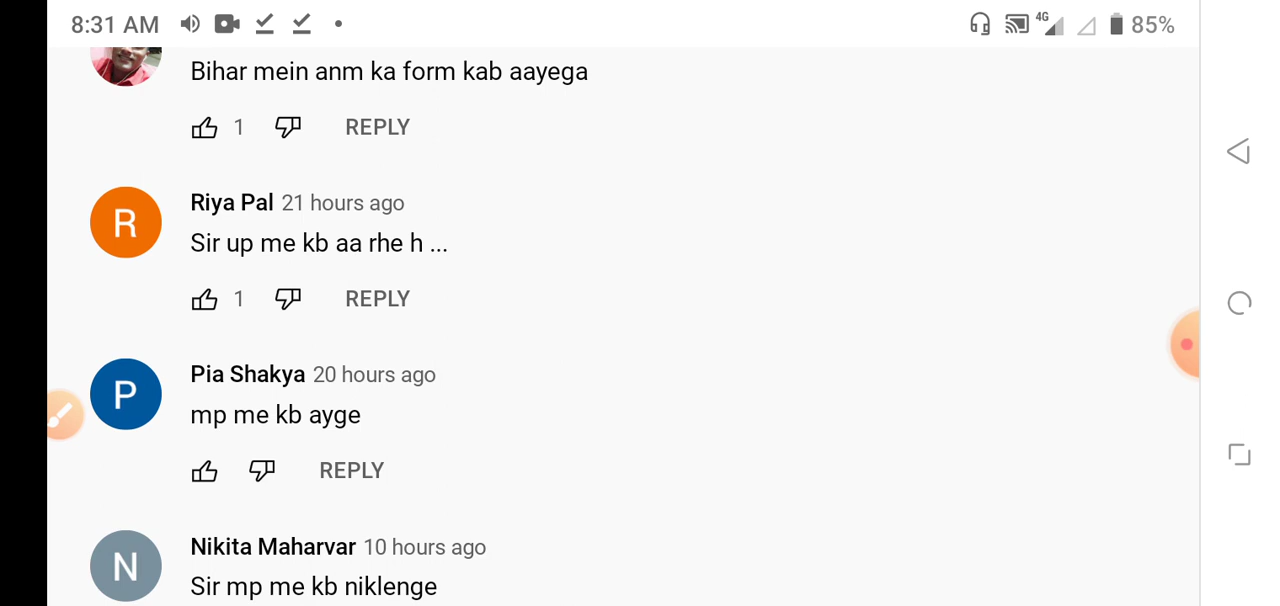 8:31 AM 4G 85%
Bihar mein anm ka form kab aayega
1 REPLY
R
Riya Pal 21 hours ago
Sir up me kb aa rhe h ...
1 REPLY
P
Pia Shakya 20 hours ago
mp me kb ayge
REPLY
N
Nikita Maharvar 10 hours ago
Sir mp me kb niklenge